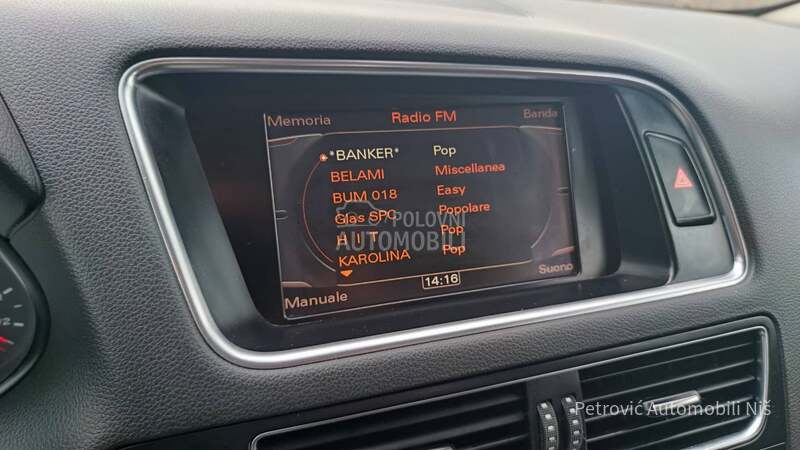 Memoria Radio FM Banda
*BANKER* Pop
BELAMI Miscellanea
BUM 018 Easy
Glas SPC Popolare
H I T Pop
KAROLINA Pop
POLOVNI
AUTOMOBILI
14:16
Manuale Suono
Petrović Automobili Niš